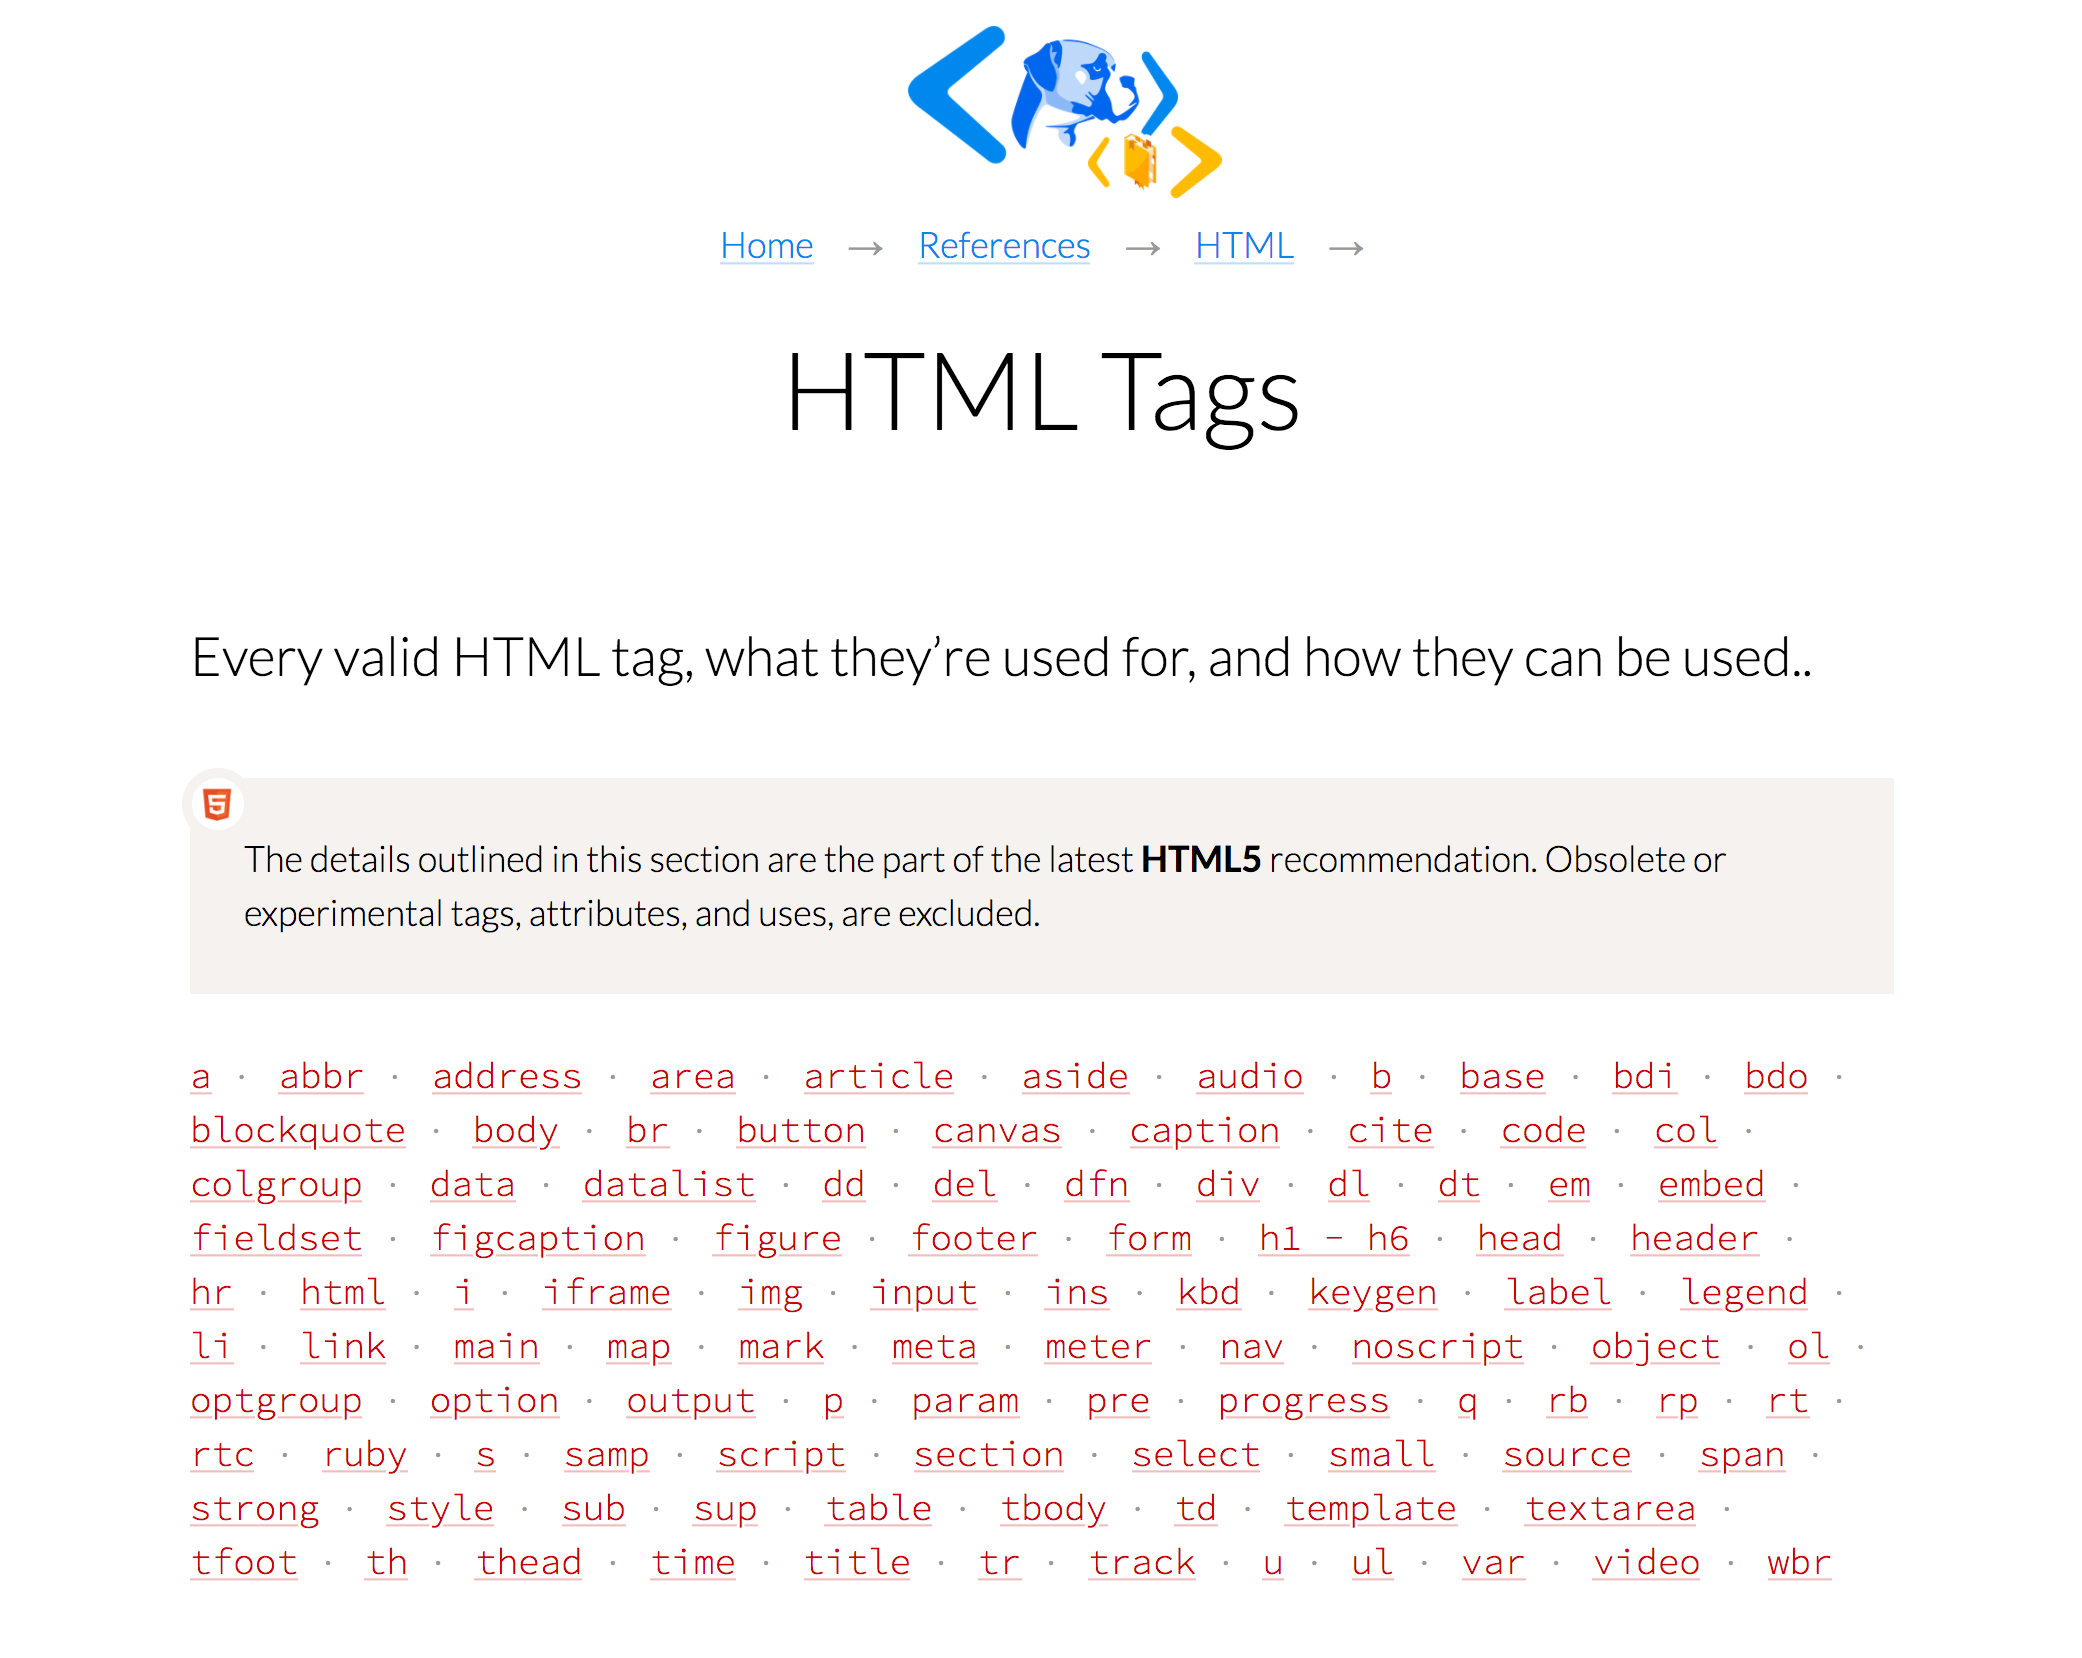 Home → References → HTML →
HTML Tags
Every valid HTML tag, what they’re used for, and how they can be used..
The details outlined in this section are the part of the latest HTML5 recommendation. Obsolete or
experimental tags, attributes, and uses, are excluded.
a · abbr · address · area · article · aside · audio · b · base · bdi · bdo ·
blockquote · body · br · button · canvas · caption · cite · code · col ·
colgroup · data · datalist · dd · del · dfn · div · dl · dt · em · embed ·
fieldset · figcaption · figure · footer · form · h1 - h6 · head · header ·
hr · html · i · iframe · img · input · ins · kbd · keygen · label · legend ·
li · link · main · map · mark · meta · meter · nav · noscript · object · ol ·
optgroup · option · output · p · param · pre · progress · q · rb · rp · rt ·
rtc · ruby · s · samp · script · section · select · small · source · span ·
strong · style · sub · sup · table · tbody · td · template · textarea ·
tfoot · th · thead · time · title · tr · track · u · ul · var · video · wbr